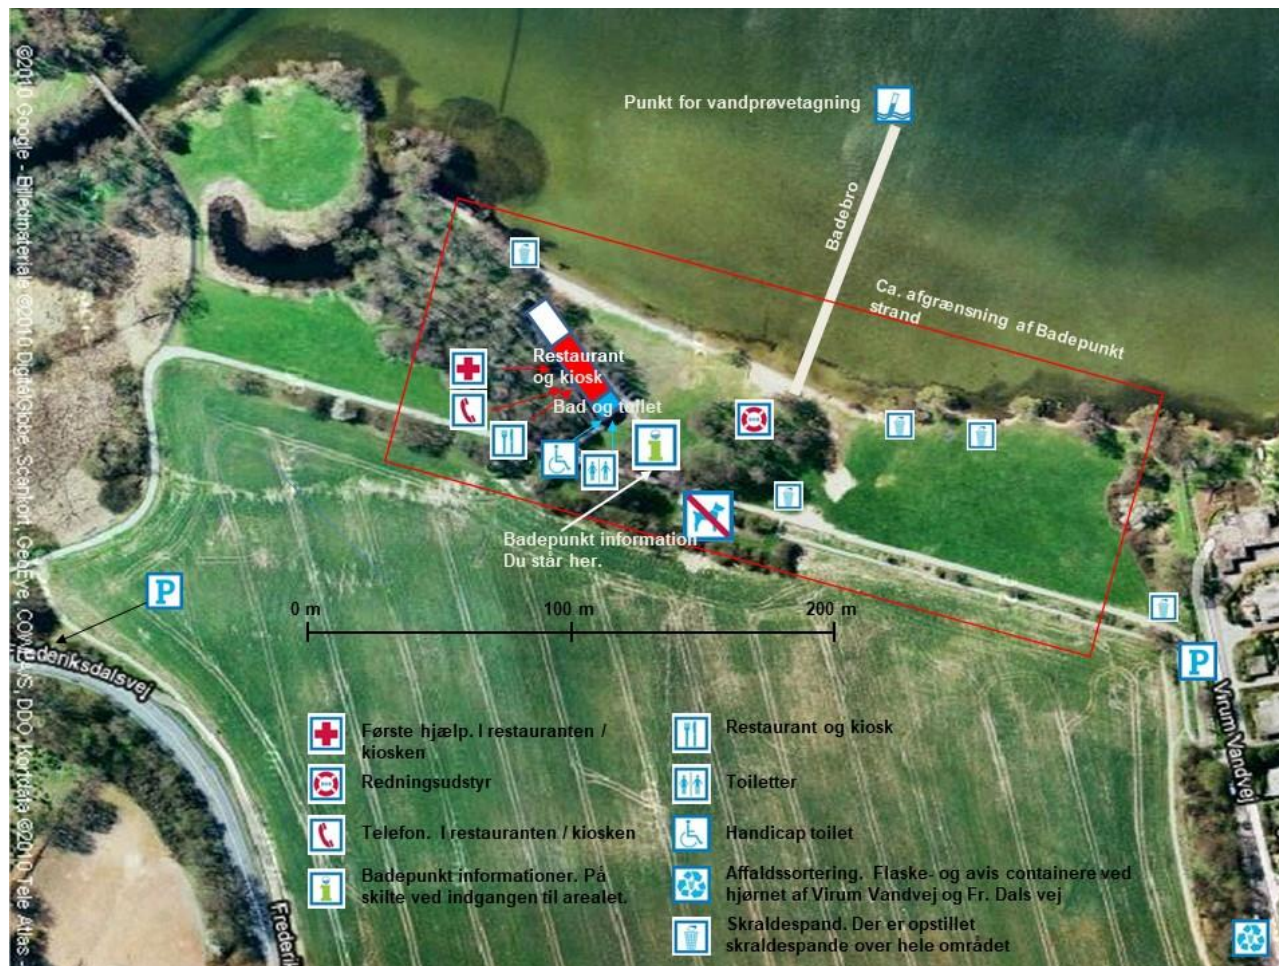 Punkt for vandprøvetagning
Badebro
Ca. afgrænsning af Badepunkt
strand
Restaurant
og kiosk
Bad og toilet
Badepunkt information
Du står her.
P
0 m
100 m
200 m
P
Frederiksdalsvej
Virum Vandvej
Første hjælp. I restauranten /
kiosken
Redningsudstyr
Telefon. I restauranten / kiosken
Badepunkt informationer. På
skilte ved indgangen til arealet.
Restaurant og kiosk
Toiletter
Handicap toilet
Affaldssortering. Flaske- og avis containere ved
hjørnet af Virum Vandvej og Fr. Dals vej
Skraldespand. Der er opstillet
skraldespande over hele området
Frederik
©2010 Google - Billedmateriale ©2010 DigitalGlobe, Scankort, GeoEye, COWI A/S, DDO, Kortdata ©2010 Tele Atlas -